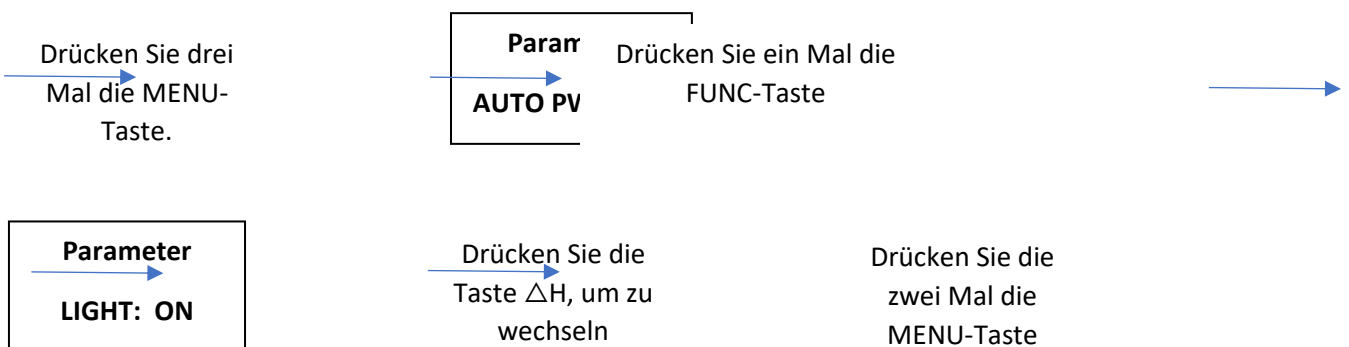 Drücken Sie drei
Mal die MENU-
Taste.
Param
AUTO
Drücken Sie ein Mal die
FUNC-Taste
Parameter
LIGHT: ON
Drücken Sie die
Taste △H, um zu
wechseln
Drücken Sie die
zwei Mal die
MENU-Taste